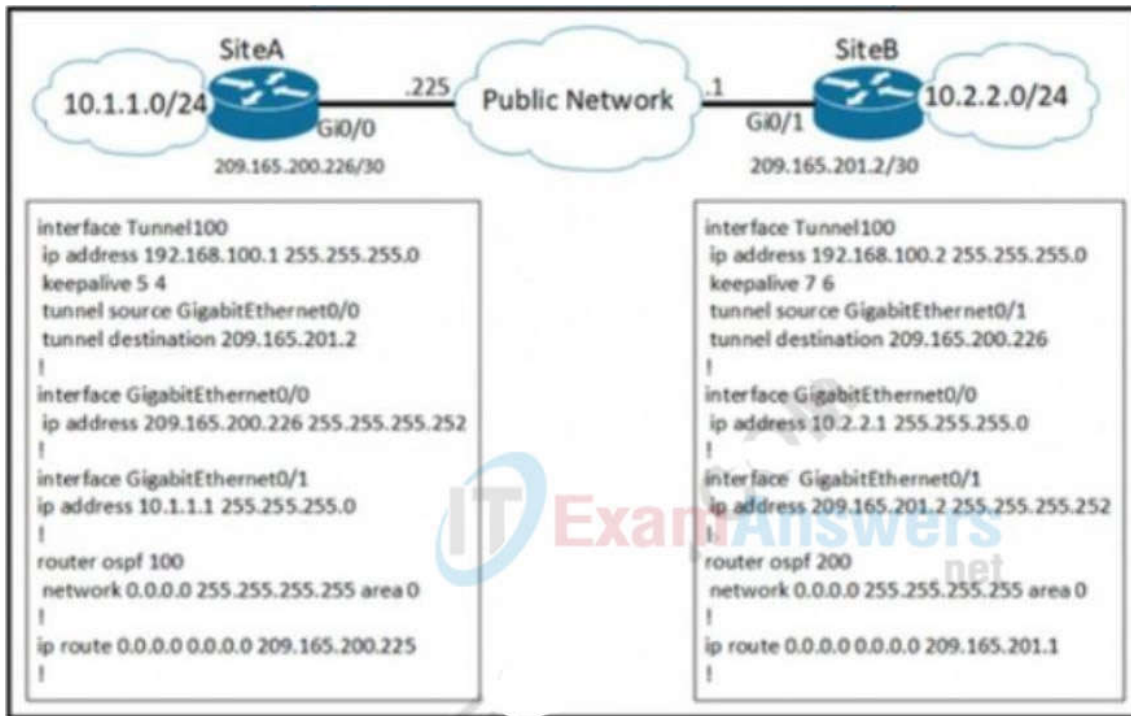 SiteA
SiteB
10.1.1.0/24
.225
Public Network
.1
10.2.2.0/24
Gi0/0
Gi0/1
209.165.200.226/30
209.165.201.2/30
interface Tunnel100
ip address 192.168.100.1 255.255.255.0
keepalive 5 4
tunnel source GigabitEthernet0/0
tunnel destination 209.165.201.2
!
interface GigabitEthernet0/0
ip address 209.165.200.226 255.255.255.252
!
interface GigabitEthernet0/1
ip address 10.1.1.1 255.255.255.0
!
router ospf 100
network 0.0.0.0 255.255.255.255 area 0
!
ip route 0.0.0.0 0.0.0.0 209.165.200.225
!
interface Tunnel100
ip address 192.168.100.2 255.255.255.0
keepalive 7 6
tunnel source GigabitEthernet0/1
tunnel destination 209.165.200.226
!
interface GigabitEthernet0/0
ip address 10.2.2.1 255.255.255.0
!
interface GigabitEthernet0/1
ip address 209.165.201.2 255.255.255.252
!
router ospf 200
network 0.0.0.0 255.255.255.255 area 0
!
ip route 0.0.0.0 0.0.0.0 209.165.201.1
!
IT ExamAnswers
net